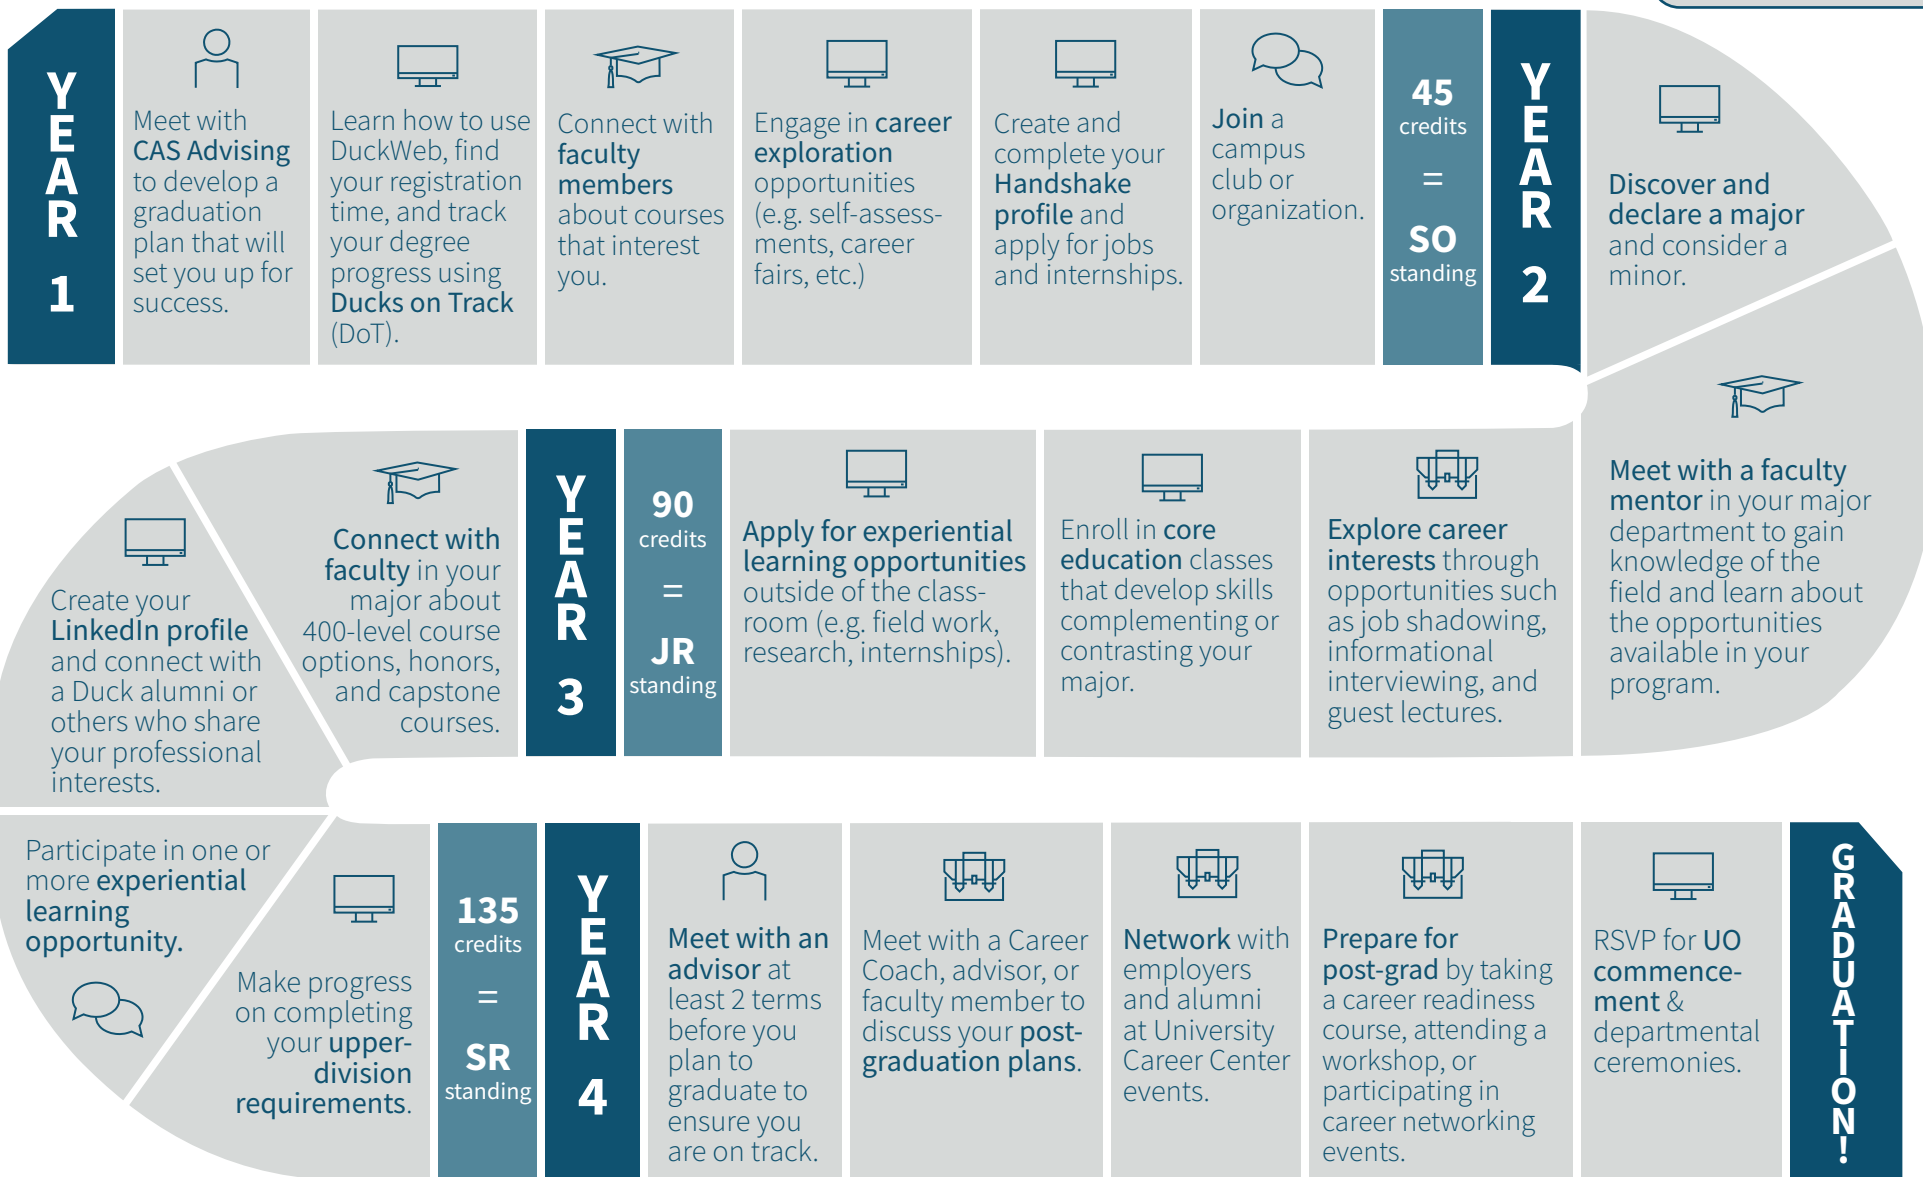 YEAR 1
Meet with
CAS Advising
to develop a
graduation
plan that will
set you up for
success.
Learn how to use
DuckWeb, find
your registration
time, and track
your degree
progress using
Ducks on Track
(DoT).
Connect with
faculty
members
about courses
that interest
you.
Engage in career
exploration
opportunities
(e.g. self-assess-
ments, career
fairs, etc.)
Create and
complete your
Handshake
profile and
apply for jobs
and internships.
Join a
campus
club or
organization.
45
credits
=
SO
standing
YEAR 2
Discover and
declare a major
and consider a
minor.
Meet with a faculty
mentor in your major
department to gain
knowledge of the
field and learn about
the opportunities
available in your
program.
Explore career
interests through
opportunities such
as job shadowing,
informational
interviewing, and
guest lectures.
Enroll in core
education classes
that develop skills
complementing or
contrasting your
major.
Apply for experiential
learning opportunities
outside of the class-
room (e.g. field work,
research, internships).
90
credits
=
JR
standing
YEAR 3
Connect with
faculty in your
major about
400-level course
options, honors,
and capstone
courses.
Create your
LinkedIn profile
and connect with
a Duck alumni or
others who share
your professional
interests.
Participate in one or
more experiential
learning
opportunity.
Make progress
on completing
your upper-
division
requirements.
135
credits
=
SR
standing
YEAR 4
Meet with an
advisor at
least 2 terms
before you
plan to
graduate to
ensure you
are on track.
Meet with a Career
Coach, advisor, or
faculty member to
discuss your post-
graduation plans.
Network with
employers
and alumni
at University
Career Center
events.
Prepare for
post-grad by taking
a career readiness
course, attending a
workshop, or
participating in
career networking
events.
RSVP for UO
commence-
ment &
departmental
ceremonies.
GRADUATION!